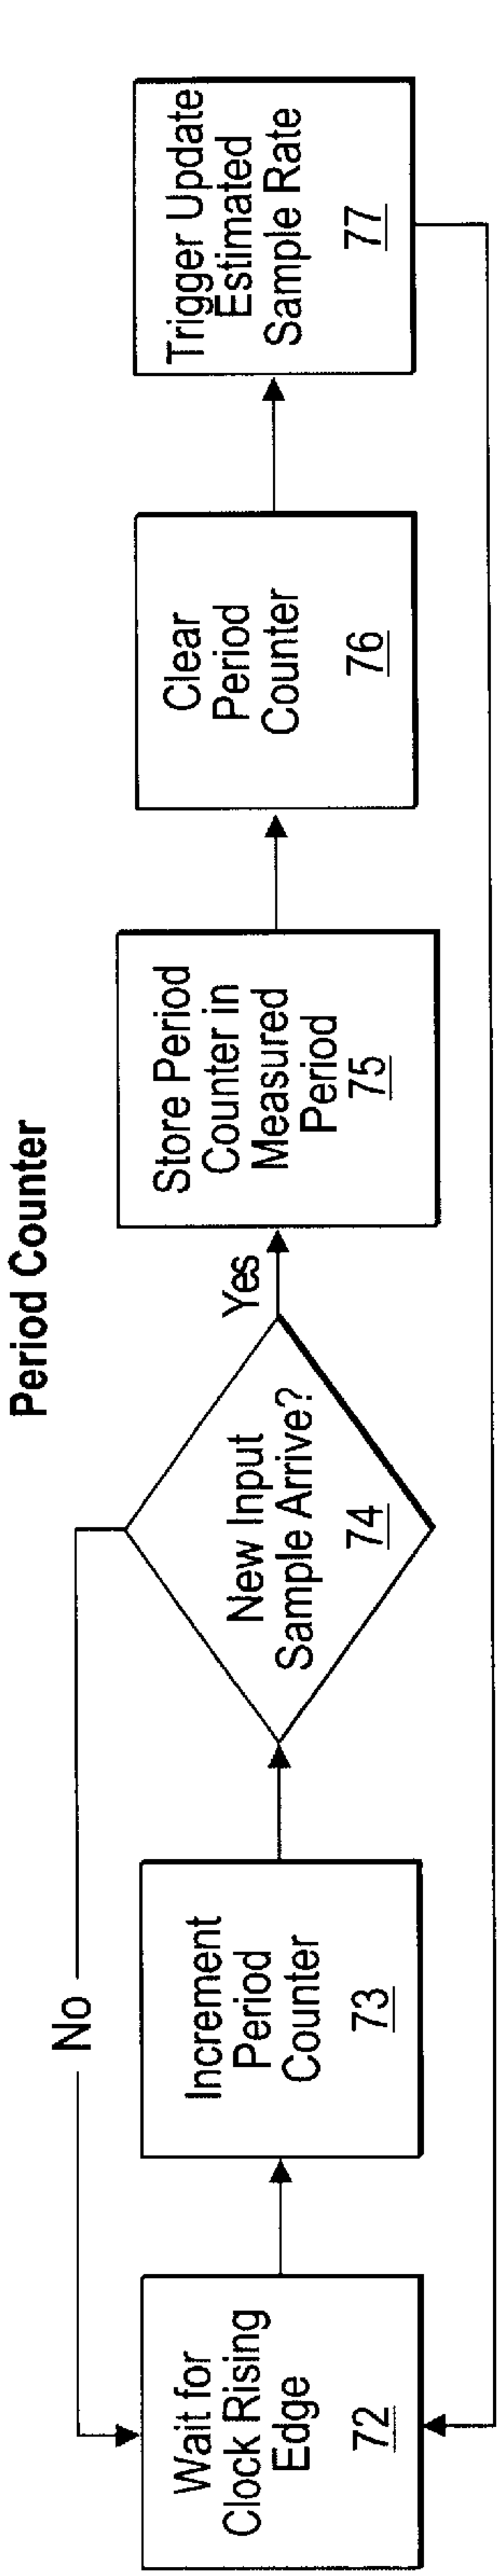 Period Counter
No
Wait for
Clock Rising
Edge
72
Increment
Period
Counter
73
New Input
Sample Arrive?
74
Yes
Store Period
Counter in
Measured
Period
75
Clear
Period
Counter
76
Trigger Update
Estimated
Sample Rate
77